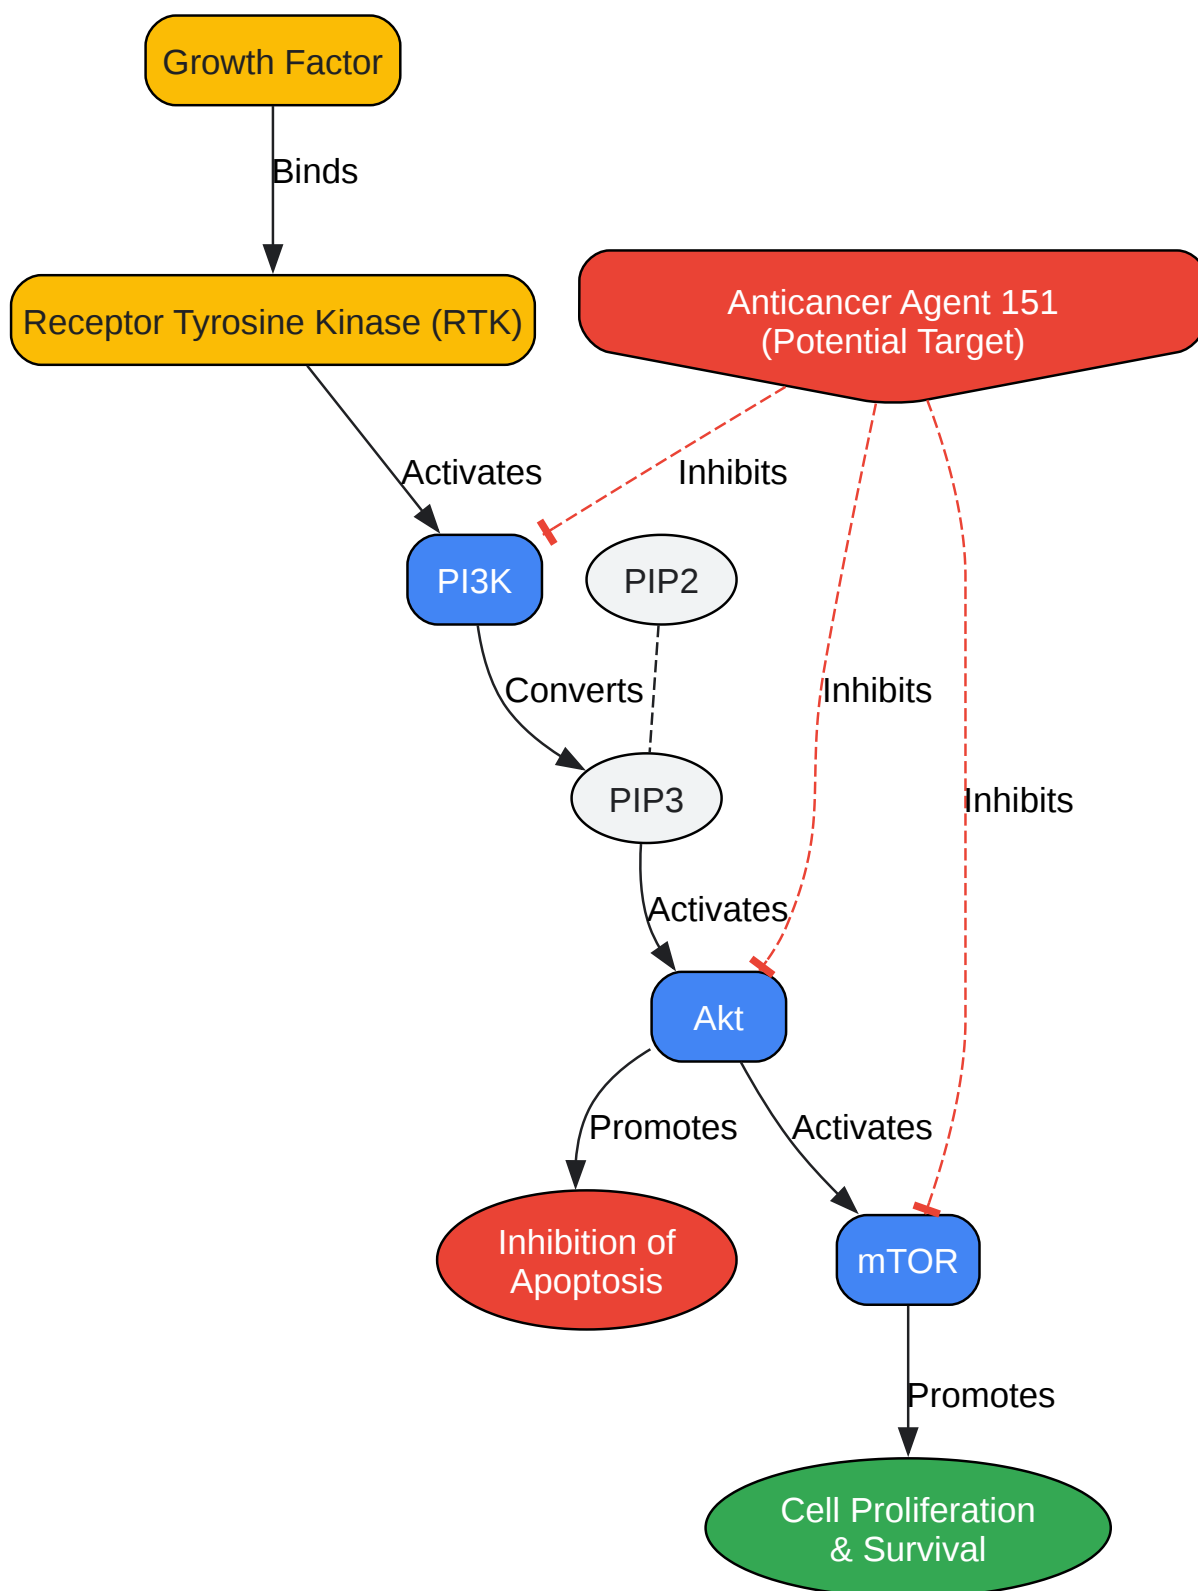 Growth Factor
Binds
Receptor Tyrosine Kinase (RTK)
Anticancer Agent 151
(Potential Target)
Activates
Inhibits
PI3K
PIP2
Converts
Inhibits
PIP3
Inhibits
Activates
Akt
Promotes
Activates
Inhibition of
Apoptosis
mTOR
Promotes
Cell Proliferation
& Survival